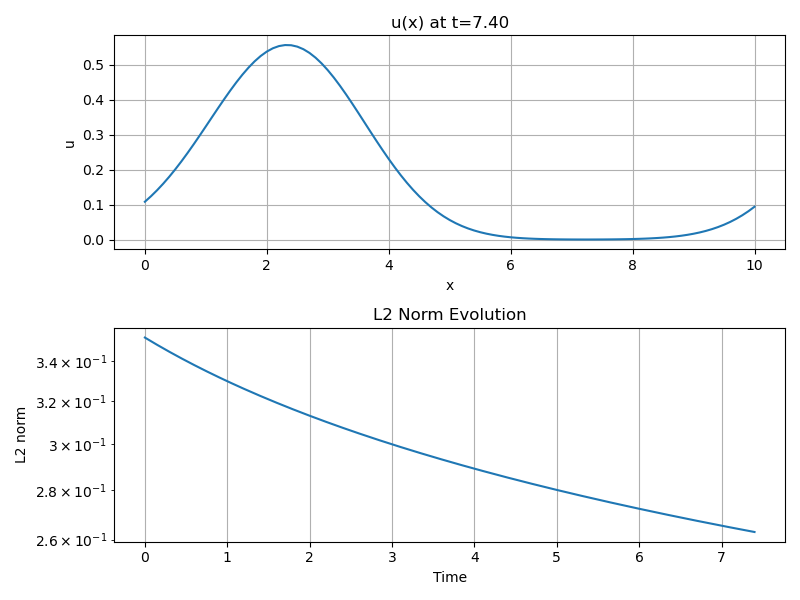 u(x) at t=7.40
u
0.5
0.4
0.3
0.2
0.1
0.0
0 2 4 6 8 10
x
L2 Norm Evolution
L2 norm
3.4 × 10⁻¹
3.2 × 10⁻¹
3 × 10⁻¹
2.8 × 10⁻¹
2.6 × 10⁻¹
0 1 2 3 4 5 6 7
Time